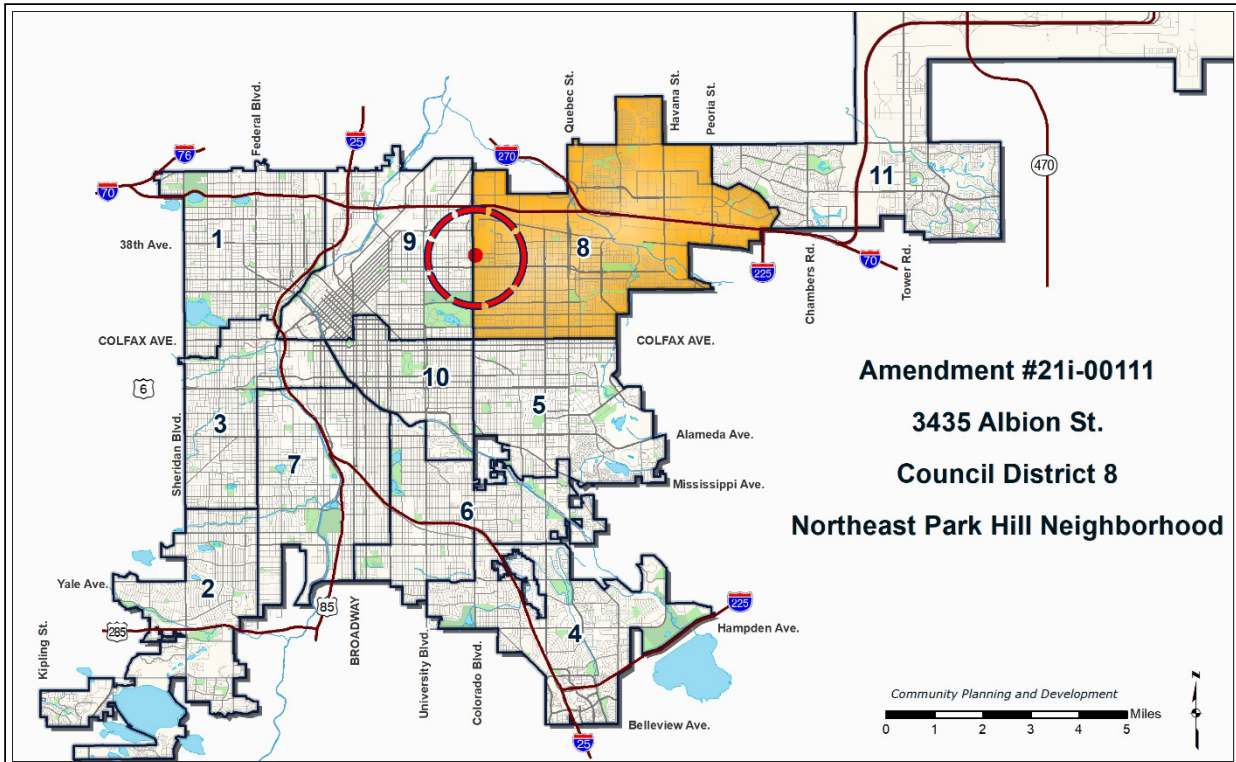 Federal Blvd.
Quebec St.
Havana St.
Peoria St.
76
25
270
70
470
11
38th Ave.
1
9
8
225
70
Chambers Rd.
Tower Rd.
COLFAX AVE.
COLFAX AVE.
6
10
5
3
Sheridan Blvd.
7
Alameda Ave.
Mississippi Ave.
6
Yale Ave.
2
85
285
Kipling St.
BROADWAY
University Blvd.
Colorado Blvd.
4
225
Hampden Ave.
Belleview Ave.
25
Amendment #21i-00111
3435 Albion St.
Council District 8
Northeast Park Hill Neighborhood
Community Planning and Development
0 1 2 3 4 5 Miles
N